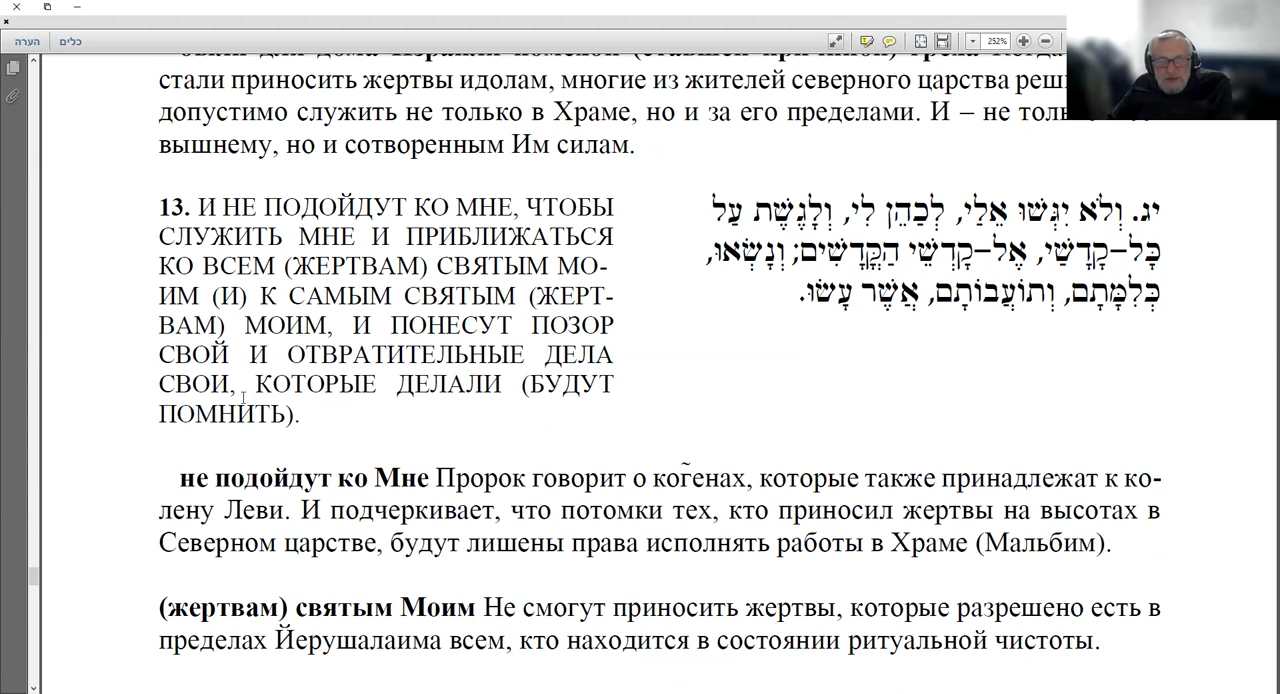 הערה כלים 252%
стали приносить жертвы идолам, многие из жителей северного царства
допустимо служить не только в Храме, но и за его пределами. И – не
вышнему, но и сотворенным Им силам.
13. И НЕ ПОДОЙДУТ КО МНЕ, ЧТОБЫ
СЛУЖИТЬ МНЕ И ПРИБЛИЖАТЬСЯ
КО ВСЕМ (ЖЕРТВАМ) СВЯТЫМ МО-
ИМ (И) К САМЫМ СВЯТЫМ (ЖЕРТ-
ВАМ) МОИМ, И ПОНЕСУТ ПОЗОР
СВОЙ И ОТВРАТИТЕЛЬНЫЕ ДЕЛА
СВОИ, КОТОРЫЕ ДЕЛАЛИ (БУДУТ
ПОМНИТЬ).
יג. וְלֹא יִגְּשׁוּ אֵלַי, לְכַהֵן לִי, וְלָגֶשֶׁת עַל
כָּל–קָדָשַׁי, אֶל–קָדְשֵׁי הַקֳּדָשִׁים; וְנָשְׂאוּ,
כְּלִמָּתָם, וְתוֹעֲבוֹתָם, אֲשֶׁר עָשׂוּ.
не подойдут ко Мне Пророк говорит о когенах, которые также принадлежат к ко-
лену Леви. И подчеркивает, что потомки тех, кто приносил жертвы на высотах в
Северном царстве, будут лишены права исполнять работы в Храме (Мальбим).
(жертвам) святым Моим Не смогут приносить жертвы, которые разрешено есть в
пределах Йерушалаима всем, кто находится в состоянии ритуальной чистоты.